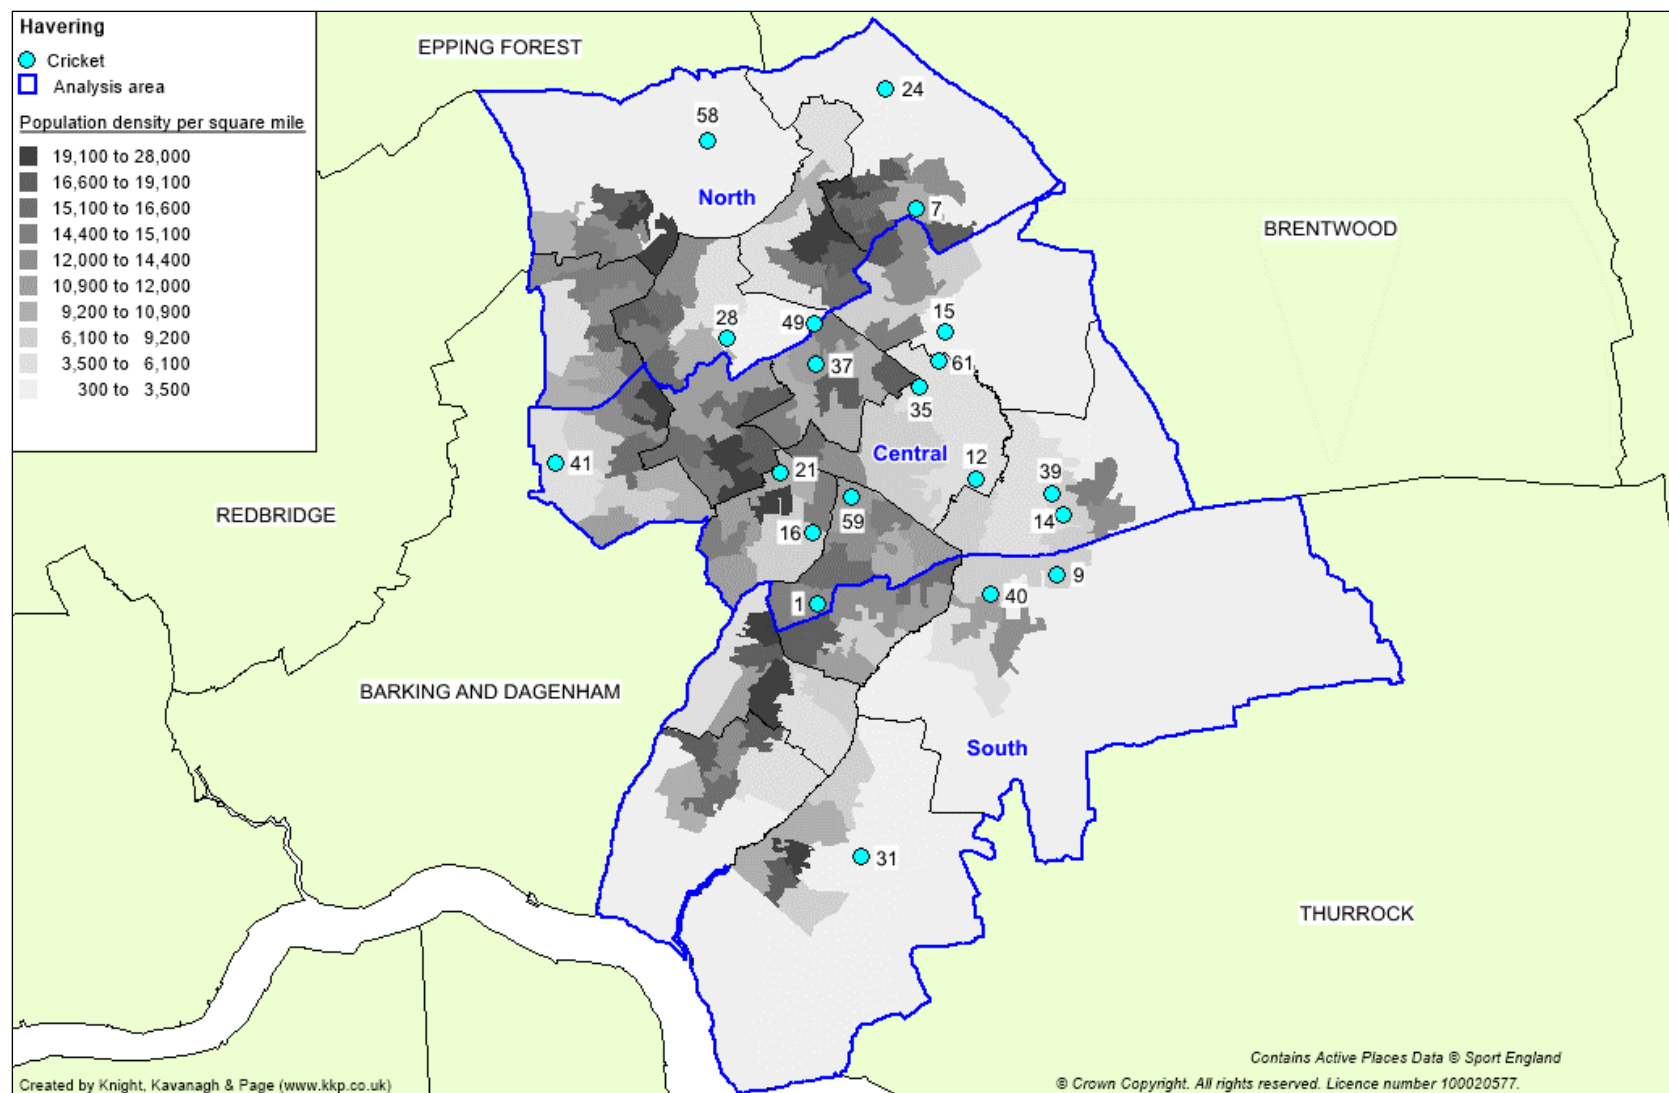 Havering
Cricket
Analysis area
Population density per square mile
19,100 to 28,000
16,600 to 19,100
15,100 to 16,600
14,400 to 15,100
12,000 to 14,400
10,900 to 12,000
9,200 to 10,900
6,100 to 9,200
3,500 to 6,100
300 to 3,500
EPPING FOREST
24
58
North
7
BRENTWOOD
15
28
49
37
61
35
Central
41
21
12
39
59
14
REDBRIDGE
16
9
40
1
BARKING AND DAGENHAM
South
31
THURROCK
Contains Active Places Data © Sport England
Created by Knight, Kavanagh & Page (www.kkp.co.uk)
© Crown Copyright. All rights reserved. Licence number 100020577.